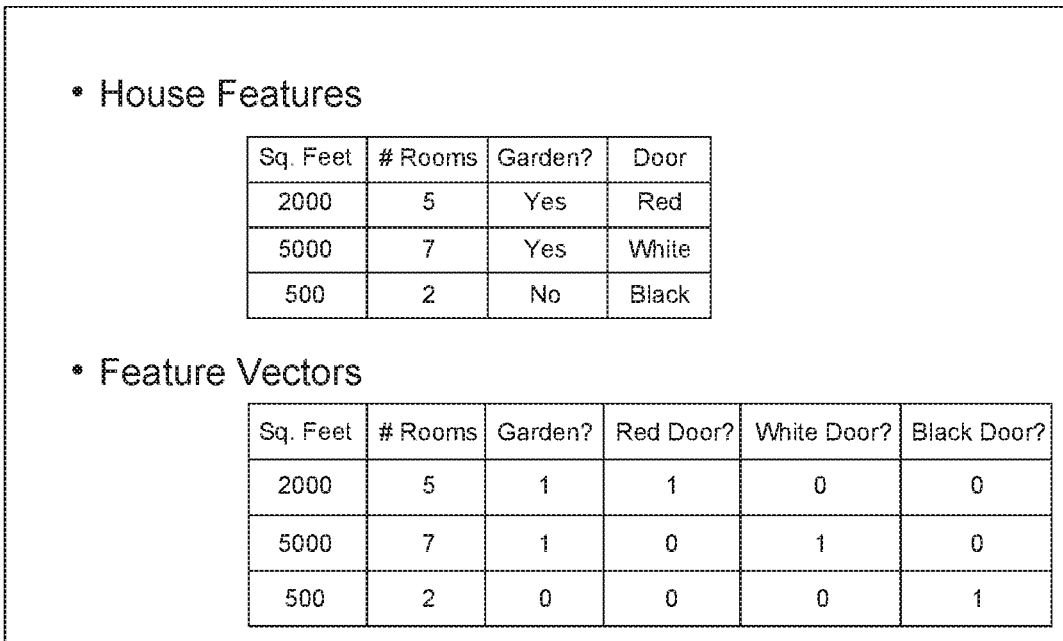 • House Features
Sq. Feet # Rooms Garden? Door
2000 5 Yes Red
5000 7 Yes White
500 2 No Black
• Feature Vectors
Sq. Feet # Rooms Garden? Red Door? White Door? Black Door?
2000 5 1 1 0 0
5000 7 1 0 1 0
500 2 0 0 0 1